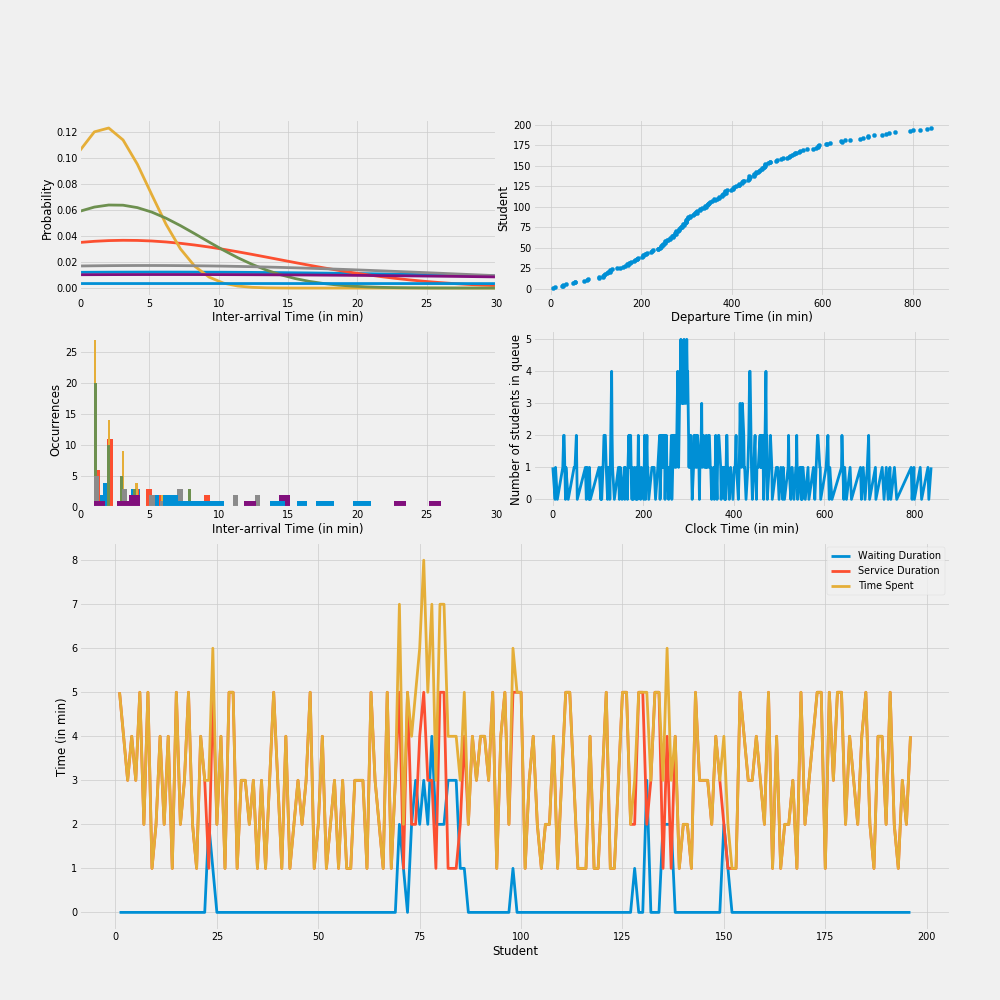 0.12
0.10
0.08
0.06
0.04
0.02
0.00
Probability
0 5 10 15 20 25 30
Inter-arrival Time (in min)
200
175
150
125
100
75
50
25
0
Student
0 200 400 600 800
Departure Time (in min)
25
20
15
10
5
0
Occurrences
0 5 10 15 20 25 30
Inter-arrival Time (in min)
5
4
3
2
1
0
Number of students in queue
0 200 400 600 800
Clock Time (in min)
Waiting Duration
Service Duration
Time Spent
8
7
6
5
4
3
2
1
0
Time (in min)
0 25 50 75 100 125 150 175 200
Student